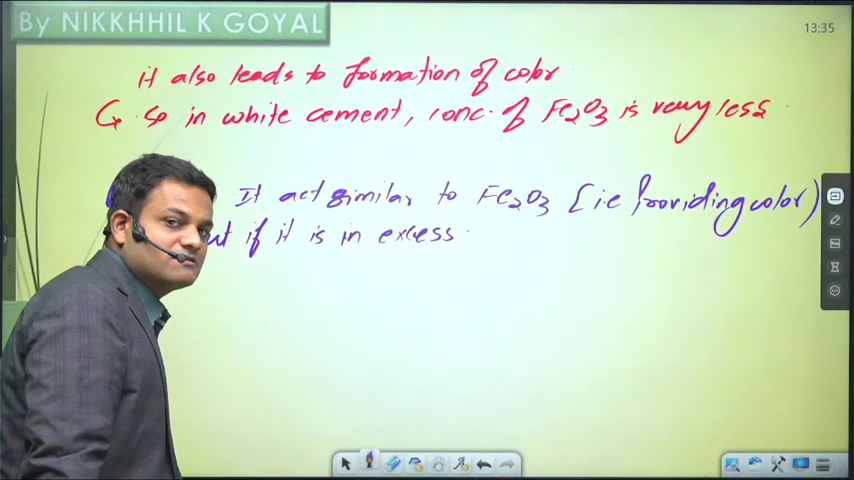 By NIKKHHIL K GOYAL
13:35
it also leads to formation of color
so in white cement, conc. of Fe2O3 is very less
It act similar to Fe2O3 [ie Providing color)
if it is in excess